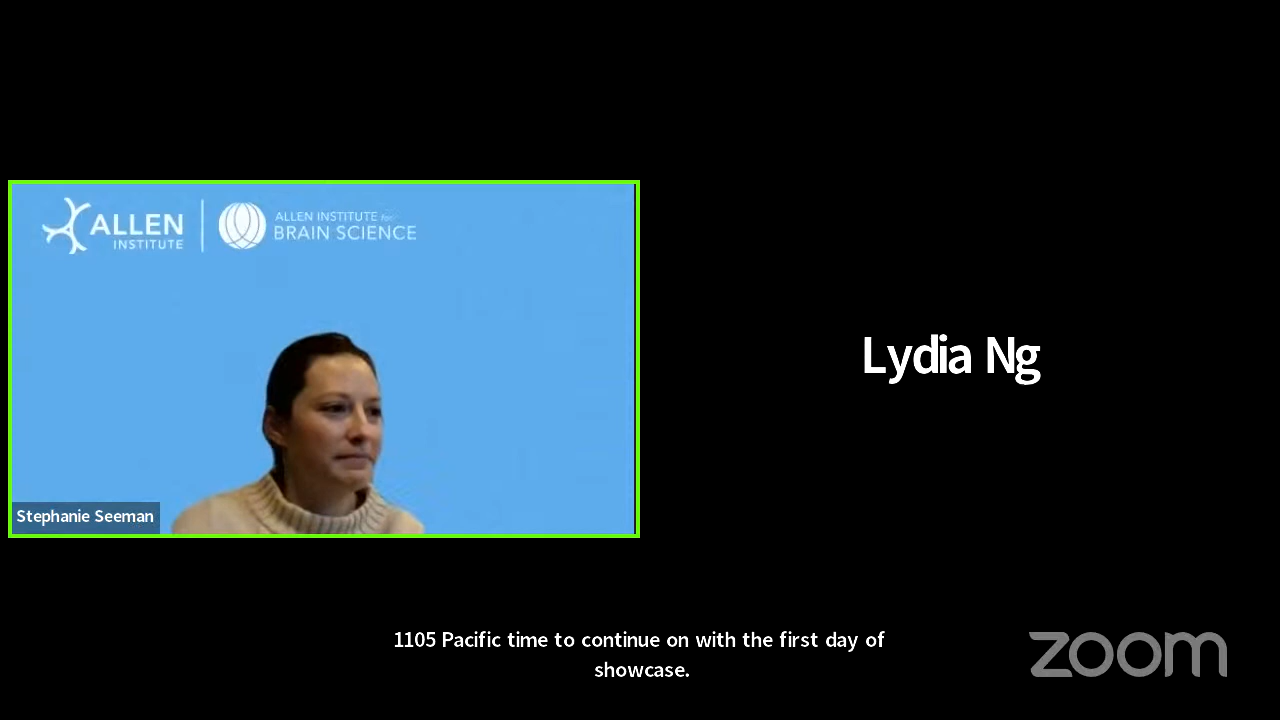 ALLEN
INSTITUTE
ALLEN INSTITUTE for
BRAIN SCIENCE
Stephanie Seeman
Lydia Ng
1105 Pacific time to continue on with the first day of
showcase.
zoom